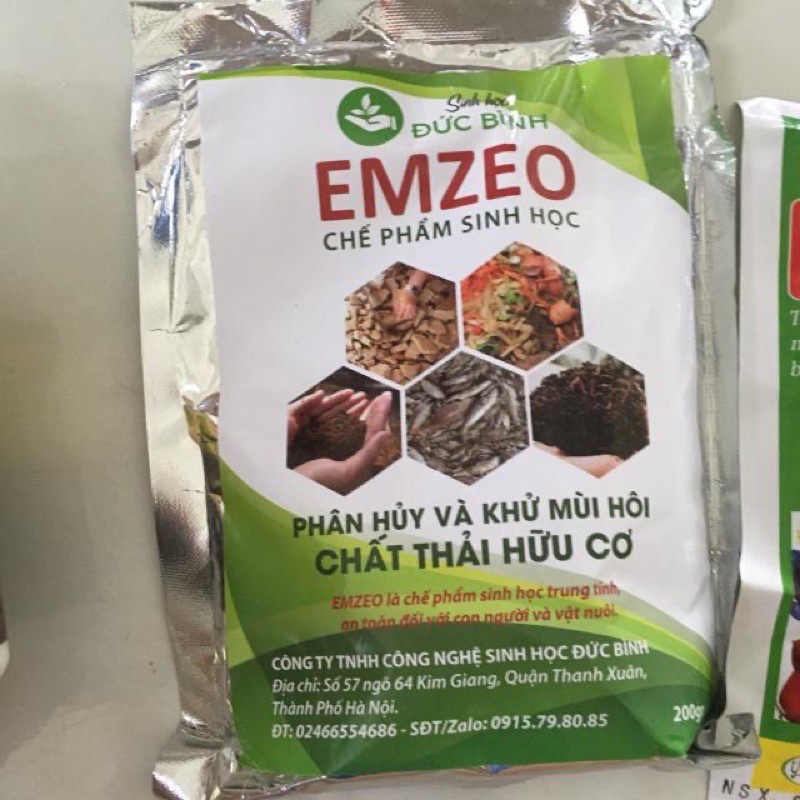 Sinh học
ĐỨC BÌNH
EMZEO
CHẾ PHẨM SINH HỌC
PHÂN HỦY VÀ KHỬ MÙI HÔI
CHẤT THẢI HỮU CƠ
EMZEO là chế phẩm sinh học trung tính,
an toàn đối với con người và vật nuôi.
CÔNG TY TNHH CÔNG NGHỆ SINH HỌC ĐỨC BÌNH
Địa chỉ: Số 57 ngõ 64 Kim Giang, Quận Thanh Xuân,
Thành Phố Hà Nội.
ĐT: 02466554686 - SĐT/Zalo: 0915.79.80.85
200gr
NSX